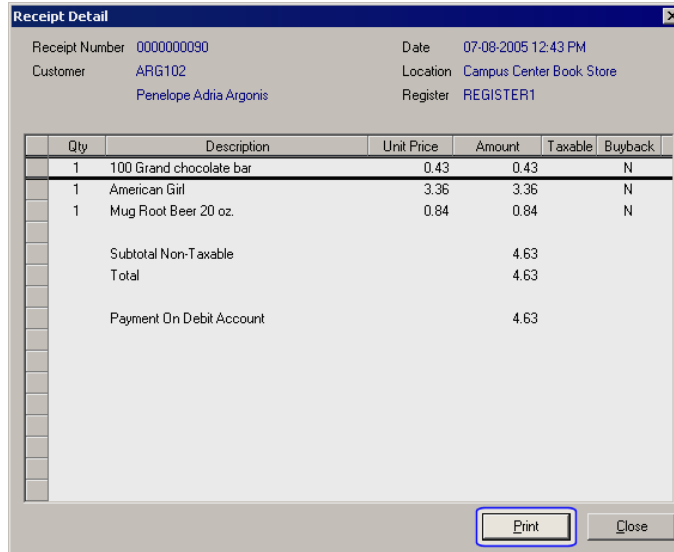 Receipt Detail
Receipt Number 0000000090 Date 07-08-2005 12:43 PM
Customer ARG102 Location Campus Center Book Store
Penelope Adria Argonis Register REGISTER1
Qty Description Unit Price Amount Taxable Buyback
1 100 Grand chocolate bar 0.43 0.43 N
1 American Girl 3.36 3.36 N
1 Mug Root Beer 20 oz. 0.84 0.84 N
Subtotal Non-Taxable 4.63
Total 4.63
Payment On Debit Account 4.63
Print Close